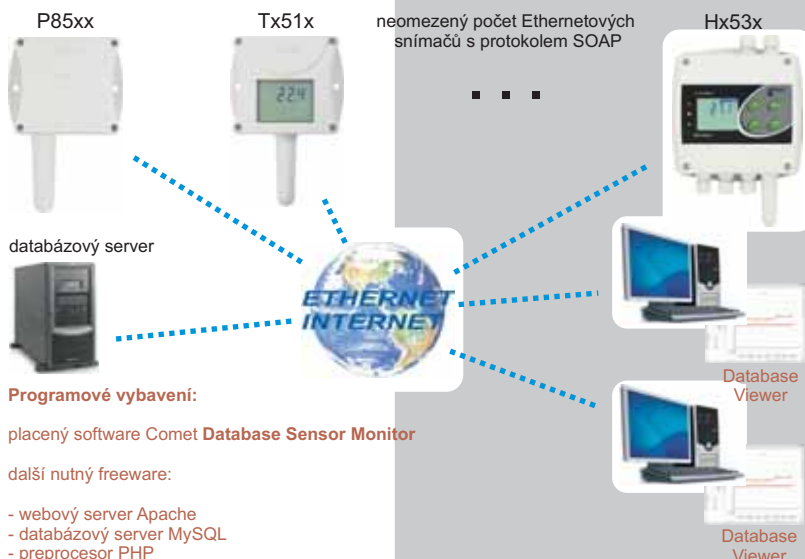 P85xx
Tx51x
neomezený počet Ethernetových
snímačů s protokolem SOAP
Hx53x
. . .
databázový server
ETHERNET
INTERNET
Database
Viewer
Programové vybavení:
placený software Comet Database Sensor Monitor
další nutný freeware:
- webový server Apache
- databázový server MySQL
- preprocesor PHP
Database
Viewer